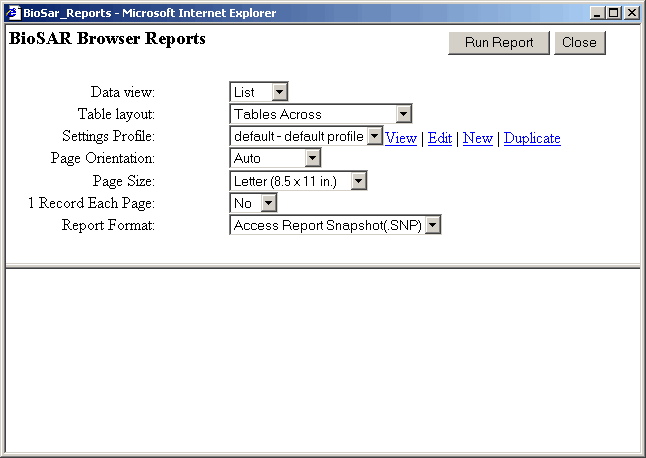 BioSar_Reports - Microsoft Internet Explorer
BioSAR Browser Reports Run Report Close
Data view: List
Table layout: Tables Across
Settings Profile: default - default profile View | Edit | New | Duplicate
Page Orientation: Auto
Page Size: Letter (8.5 x 11 in.)
1 Record Each Page: No
Report Format: Access Report Snapshot(.SNP)